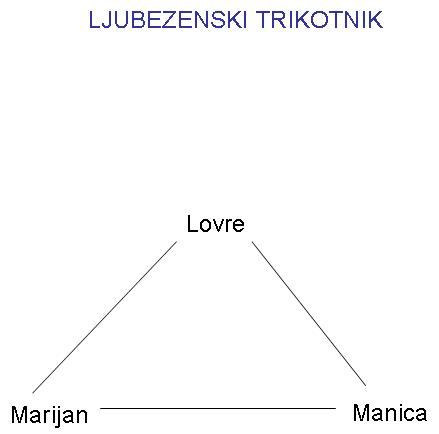 LJUBEZENSKI TRIKOTNIK
Lovre
Marijan
Manica